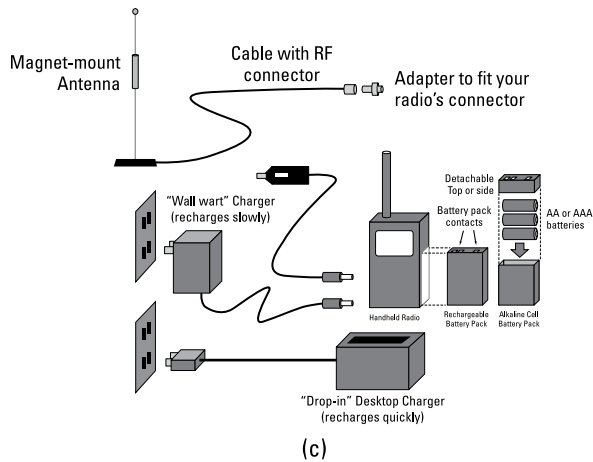 Magnet-mount
Antenna
Cable with RF
connector
Adapter to fit your
radio's connector
"Wall wart" Charger
(recharges slowly)
Detachable
Top or side
Battery pack
contacts
AA or AAA
batteries
Handheld Radio
Rechargeable
Battery Pack
Alkaline Cell
Battery Pack
"Drop-in" Desktop Charger
(recharges quickly)
(c)